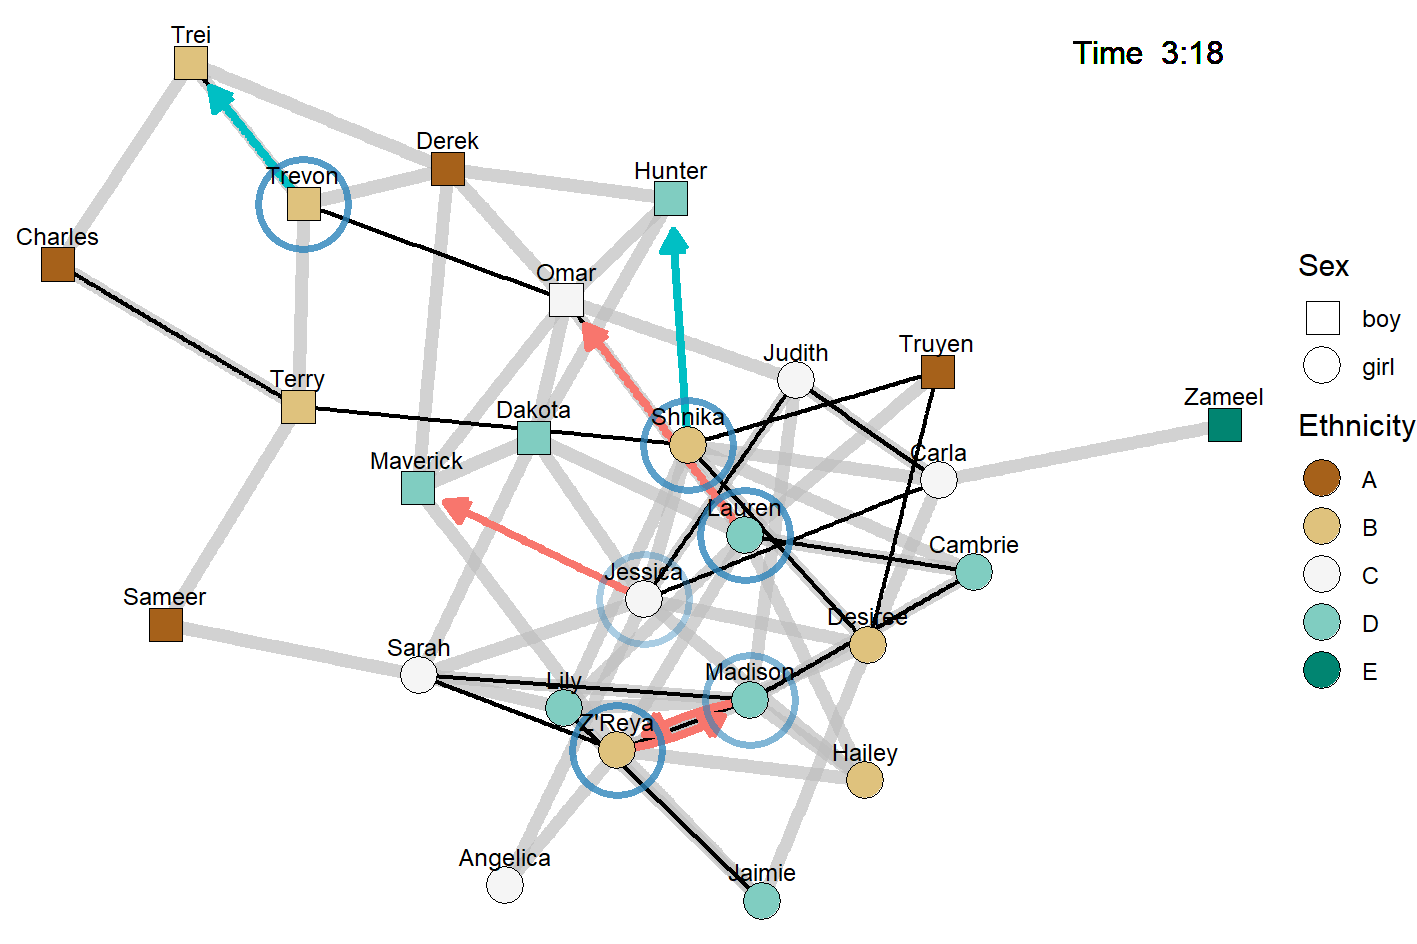 Trei
Time 3:18
Derek
Hunter
Trevon
Charles
Omar
Sex
boy
girl
Judith
Truyen
Terry
Zameel
Dakota
Shnika
Ethnicity
Maverick
Carla
A
Lauren
B
Cambrie
Jessica
C
Sameer
Desiree
D
Sarah
Madison
Lily
E
Z'Reya
Hailey
Angelica
Jaimie